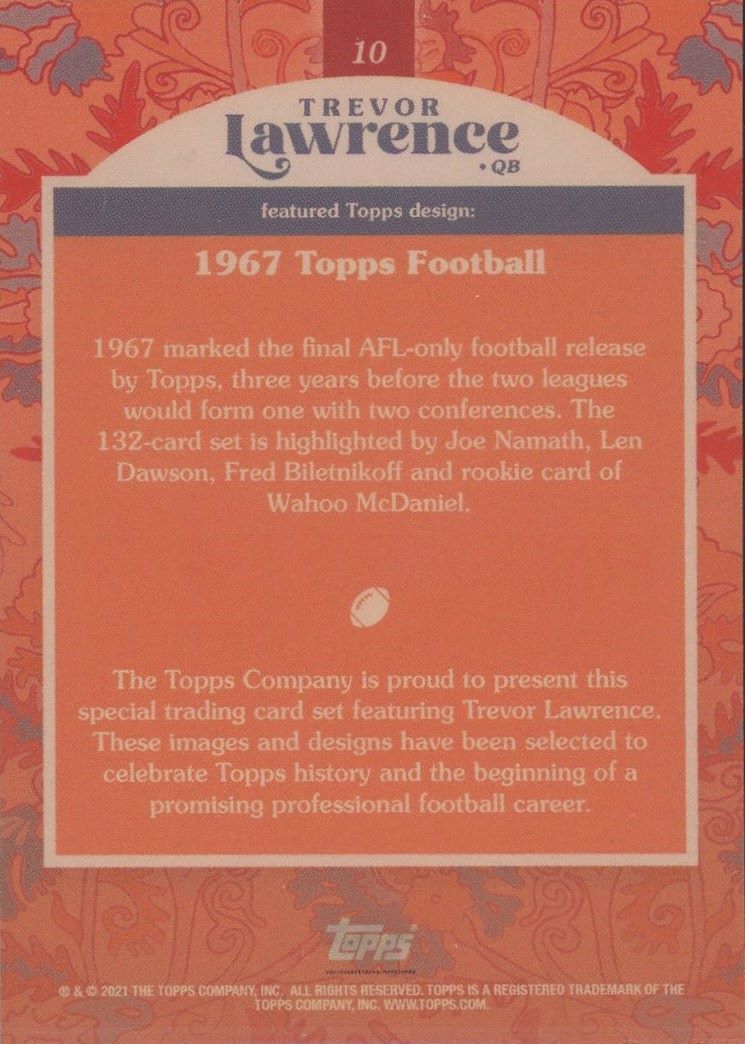 10
TREVOR
Lawrence
• QB
featured Topps design:
1967 Topps Football
1967 marked the final AFL-only football release
by Topps, three years before the two leagues
would form one with two conferences. The
132-card set is highlighted by Joe Namath, Len
Dawson, Fred Biletnikoff and rookie card of
Wahoo McDaniel.
The Topps Company is proud to present this
special trading card set featuring Trevor Lawrence.
These images and designs have been selected to
celebrate Topps history and the beginning of a
promising professional football career.
topps
® & © 2021 THE TOPPS COMPANY, INC. ALL RIGHTS RESERVED. TOPPS IS A REGISTERED TRADEMARK OF THE
TOPPS COMPANY, INC. WWW.TOPPS.COM.